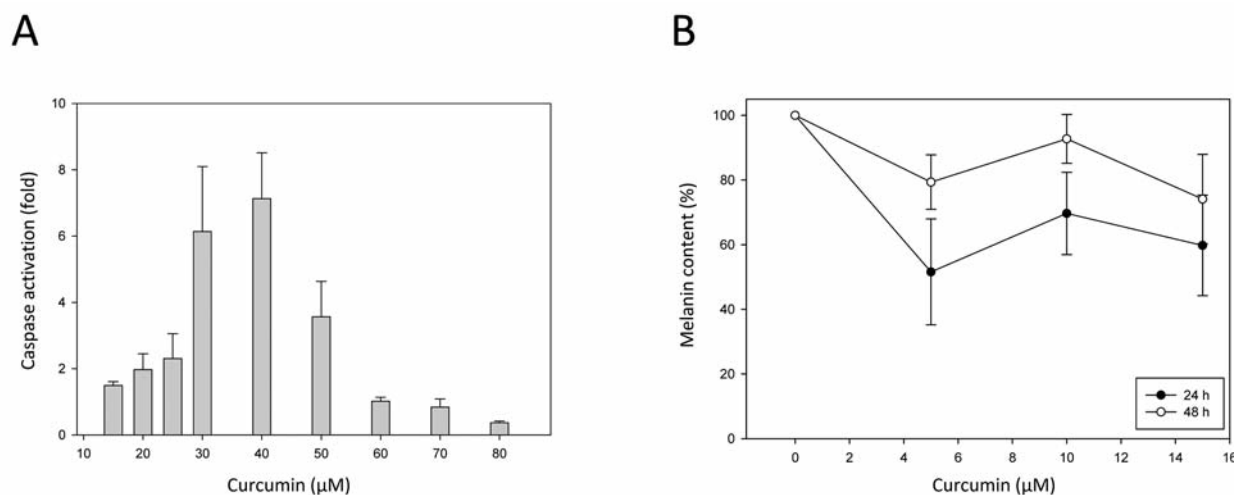 A
B
10
8
6
4
2
0
Caspase activation (fold)
10 20 30 40 50 60 70 80
Curcumin (µM)
100
80
60
40
20
0
Melanin content (%)
24 h
48 h
0 2 4 6 8 10 12 14 16
Curcumin (µM)